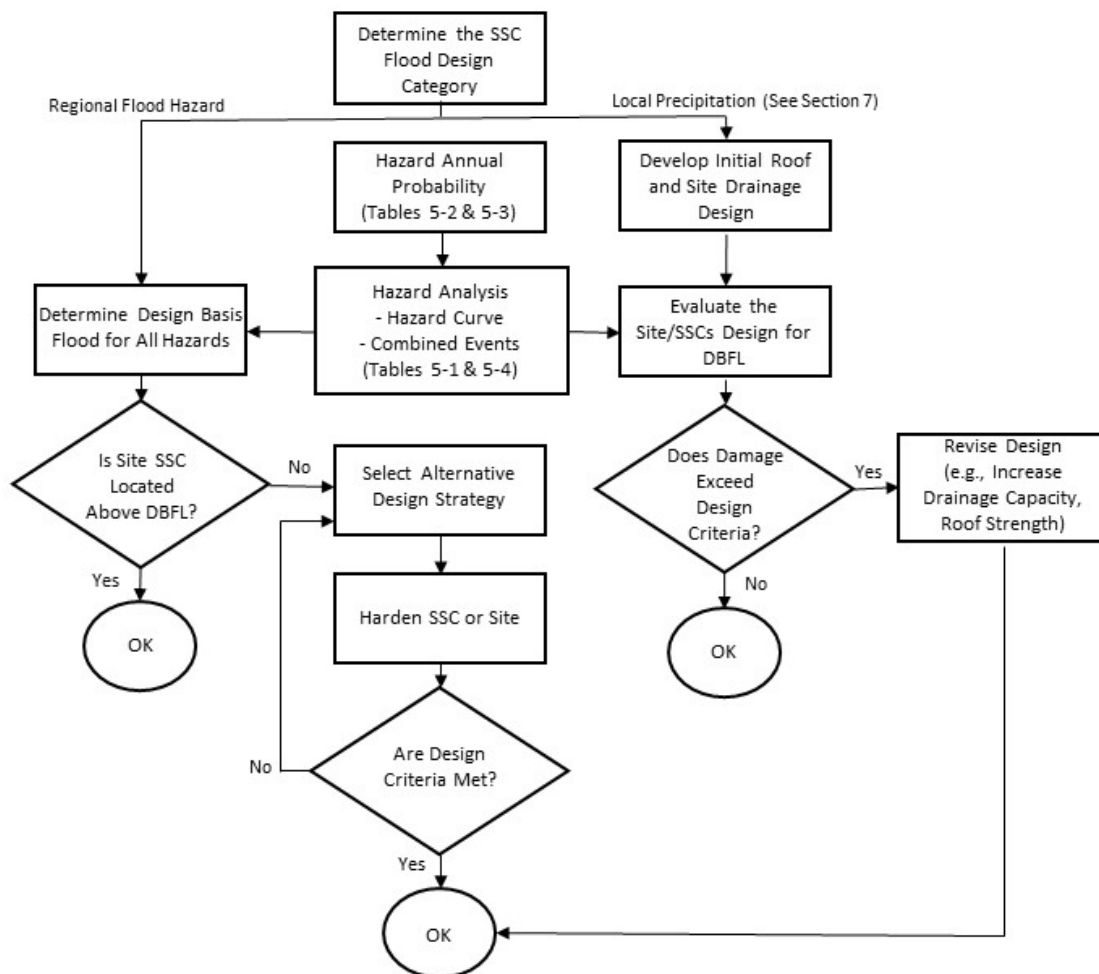 Determine the SSC
Flood Design
Category
Regional Flood Hazard
Local Precipitation (See Section 7)
Hazard Annual
Probability
(Tables 5-2 & 5-3)
Develop Initial Roof
and Site Drainage
Design
Determine Design Basis
Flood for All Hazards
Hazard Analysis
- Hazard Curve
- Combined Events
(Tables 5-1 & 5-4)
Evaluate the
Site/SSCs Design for
DBFL
Is Site SSC
Located
Above DBFL?
No
Yes
OK
Select Alternative
Design Strategy
Harden SSC or Site
Are Design
Criteria Met?
No
Yes
OK
Does Damage
Exceed
Design
Criteria?
Yes
No
OK
Revise Design
(e.g., Increase
Drainage Capacity,
Roof Strength)